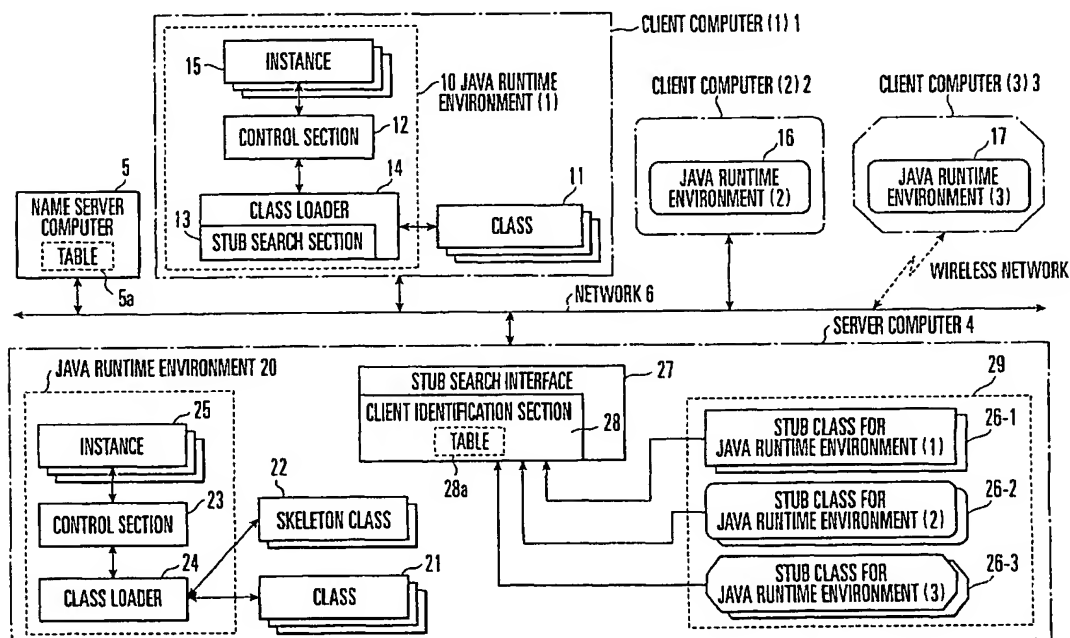 CLIENT COMPUTER (1) 1
15
INSTANCE
10 JAVA RUNTIME
ENVIRONMENT (1)
CONTROL SECTION
12
14
CLASS LOADER
13
STUB SEARCH SECTION
11
CLASS
5
NAME SERVER
COMPUTER
TABLE
5a
CLIENT COMPUTER (2) 2
16
JAVA RUNTIME
ENVIRONMENT (2)
CLIENT COMPUTER (3) 3
17
JAVA RUNTIME
ENVIRONMENT (3)
WIRELESS NETWORK
NETWORK 6
SERVER COMPUTER 4
JAVA RUNTIME ENVIRONMENT 20
25
INSTANCE
23
CONTROL SECTION
24
CLASS LOADER
22
SKELETON CLASS
21
CLASS
27
STUB SEARCH INTERFACE
CLIENT IDENTIFICATION SECTION
28
TABLE
28a
29
STUB CLASS FOR
JAVA RUNTIME ENVIRONMENT (1)
26-1
STUB CLASS FOR
JAVA RUNTIME ENVIRONMENT (2)
26-2
STUB CLASS FOR
JAVA RUNTIME ENVIRONMENT (3)
26-3